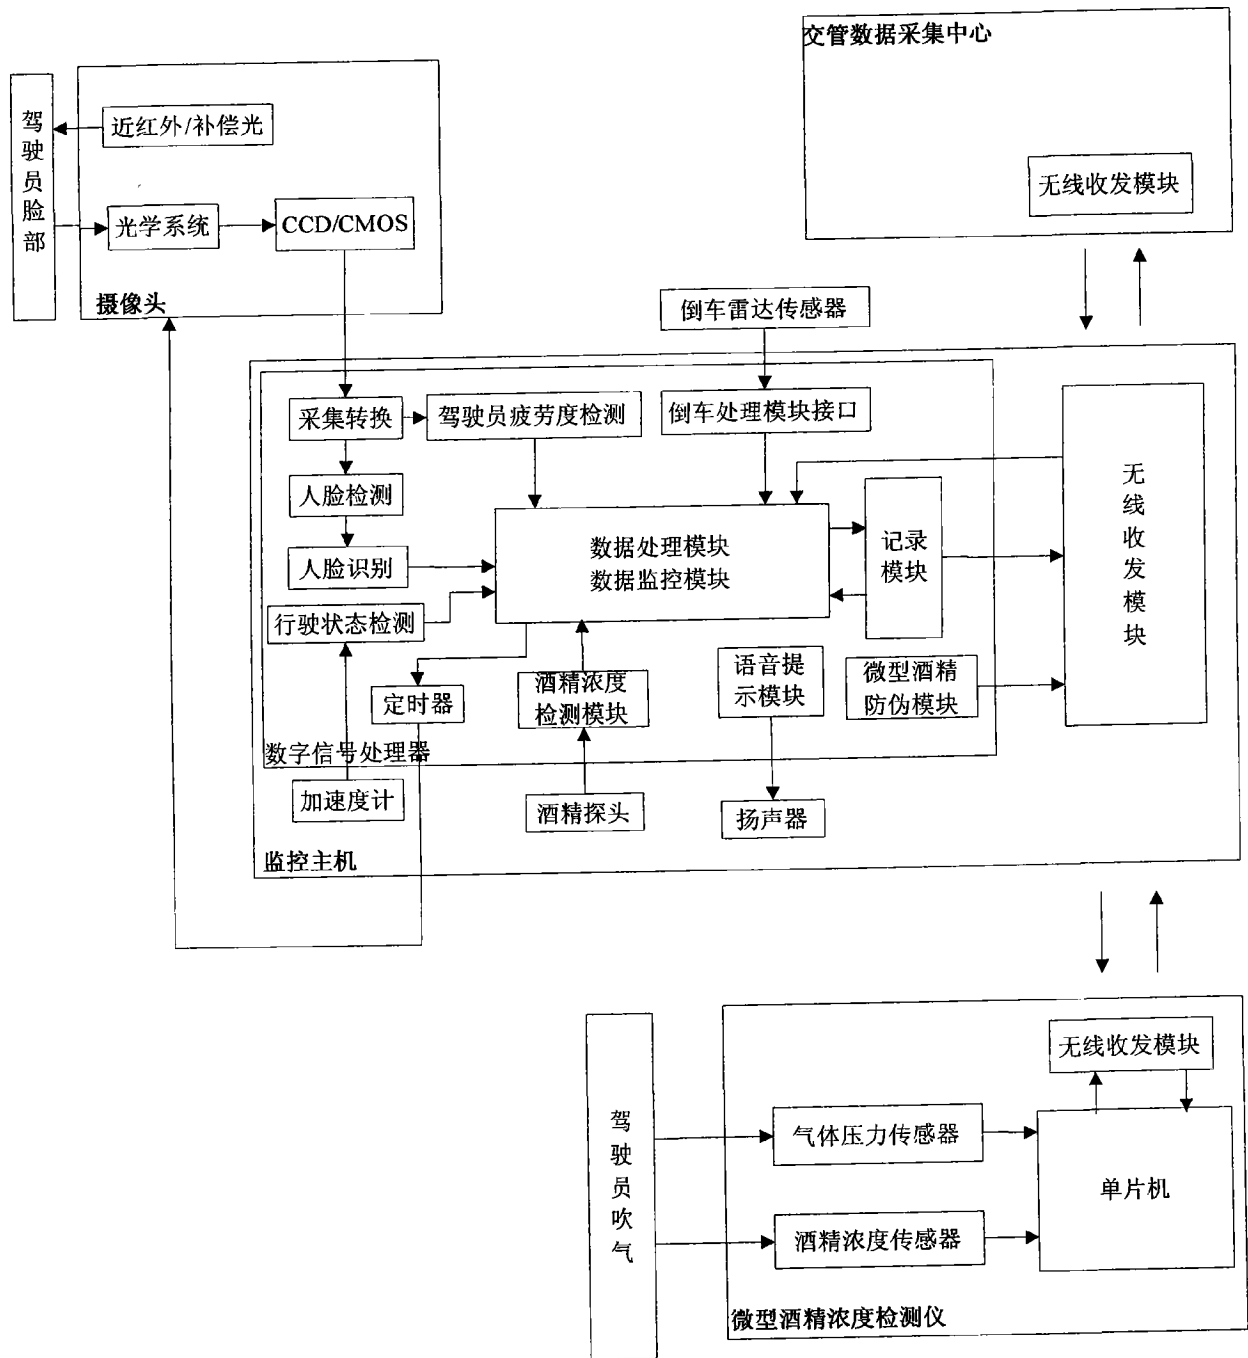 交管数据采集中心
无线收发模块
驾驶员脸部
近红外/补偿光
光学系统
CCD/CMOS
摄像头
倒车雷达传感器
采集转换
驾驶员疲劳度检测
倒车处理模块接口
人脸检测
人脸识别
行驶状态检测
数据处理模块
数据监控模块
记录
模块
无线收发模块
定时器
酒精浓度
检测模块
语音提
示模块
微型酒精
防伪模块
数字信号处理器
加速度计
酒精探头
扬声器
监控主机
驾驶员吹气
无线收发模块
气体压力传感器
单片机
酒精浓度传感器
微型酒精浓度检测仪